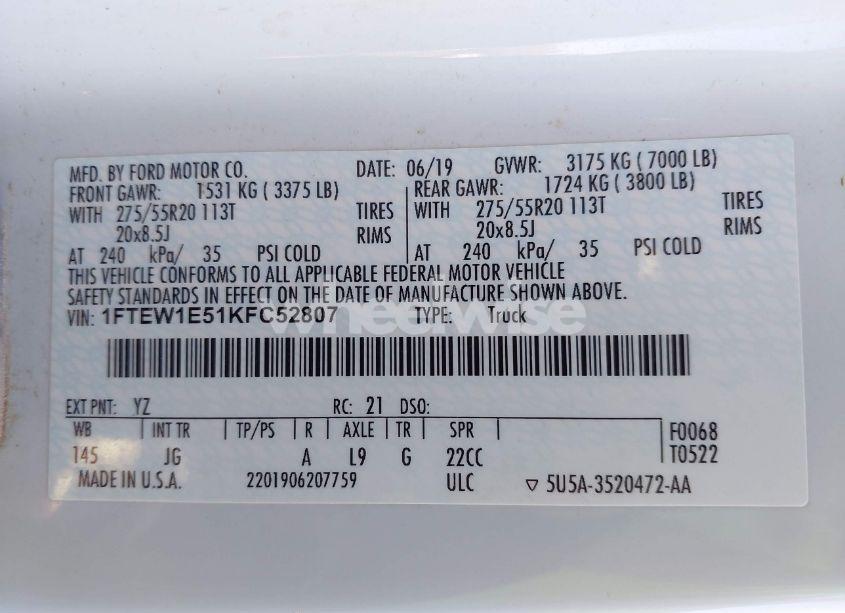 MFD. BY FORD MOTOR CO. DATE: 06/19 GVWR: 3175 KG ( 7000 LB)
FRONT GAWR: 1531 KG ( 3375 LB) REAR GAWR: 1724 KG ( 3800 LB)
WITH 275/55R20 113T TIRES WITH 275/55R20 113T TIRES
20x8.5J RIMS 20x8.5J RIMS
AT 240 kPa/ 35 PSI COLD AT 240 kPa/ 35 PSI COLD
THIS VEHICLE CONFORMS TO ALL APPLICABLE FEDERAL MOTOR VEHICLE
SAFETY STANDARDS IN EFFECT ON THE DATE OF MANUFACTURE SHOWN ABOVE.
VIN: 1FTEW1E51KFC52807 TYPE: Truck
wheelwise
EXT PNT: YZ RC: 21 DSO:
WB INT TR TP/PS R AXLE TR SPR F0068
145 JG A L9 G 22CC T0522
MADE IN U.S.A. 2201906207759 ULC ▽ 5U5A-3520472-AA